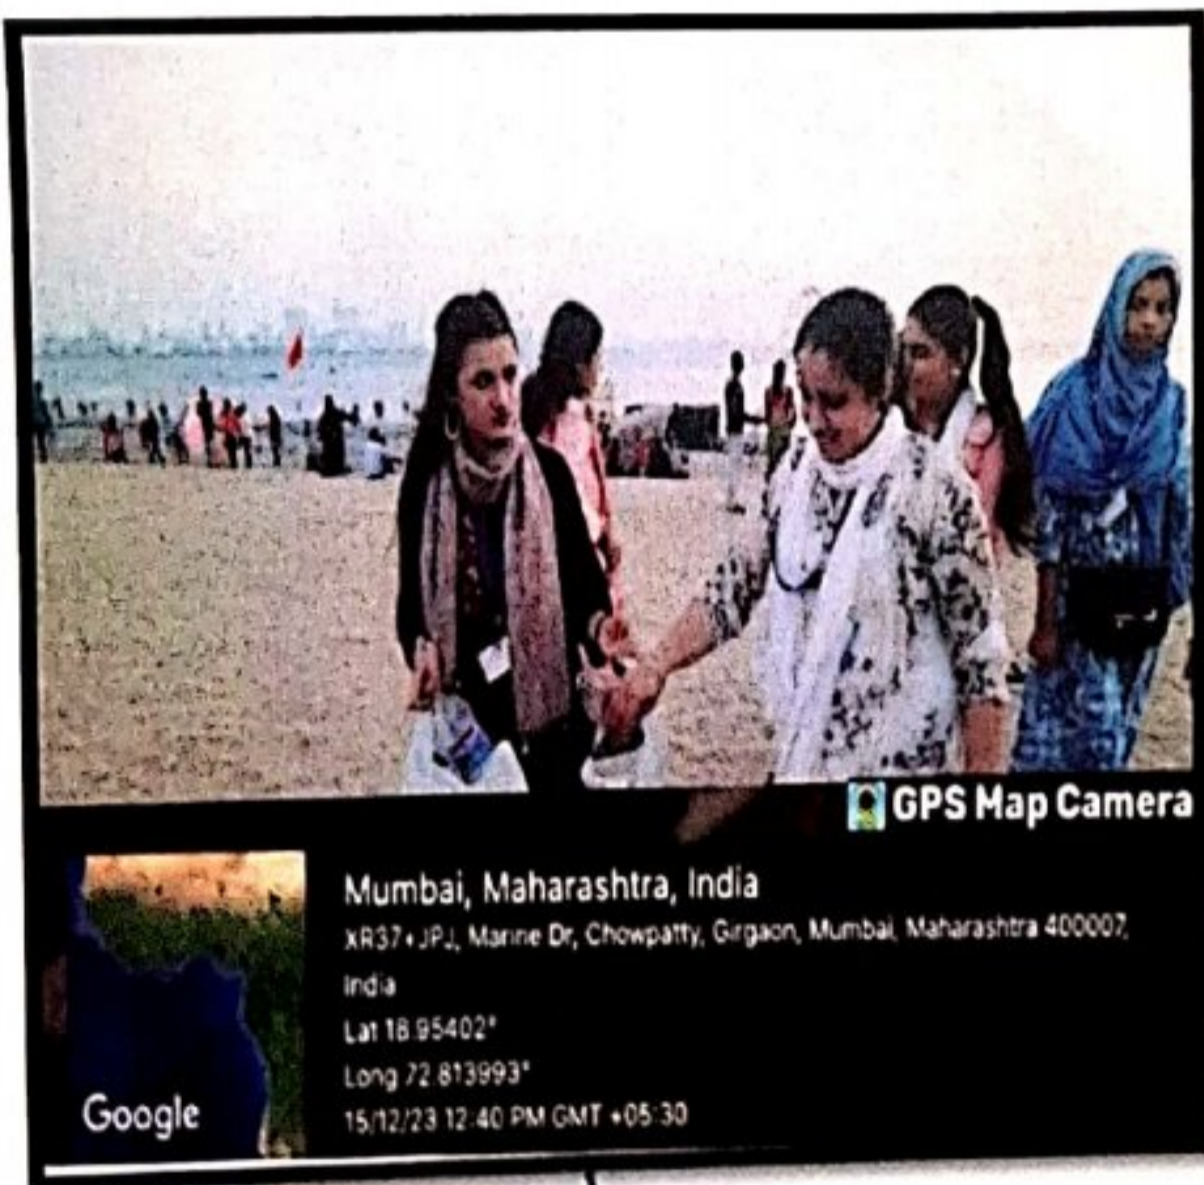 GPS Map Camera
Mumbai, Maharashtra, India
XR37+JPJ, Marine Dr, Chowpatty, Girgaon, Mumbai, Maharashtra 400007,
India
Lat 18.95402°
Long 72.813993°
15/12/23 12:40 PM GMT +05:30
Google